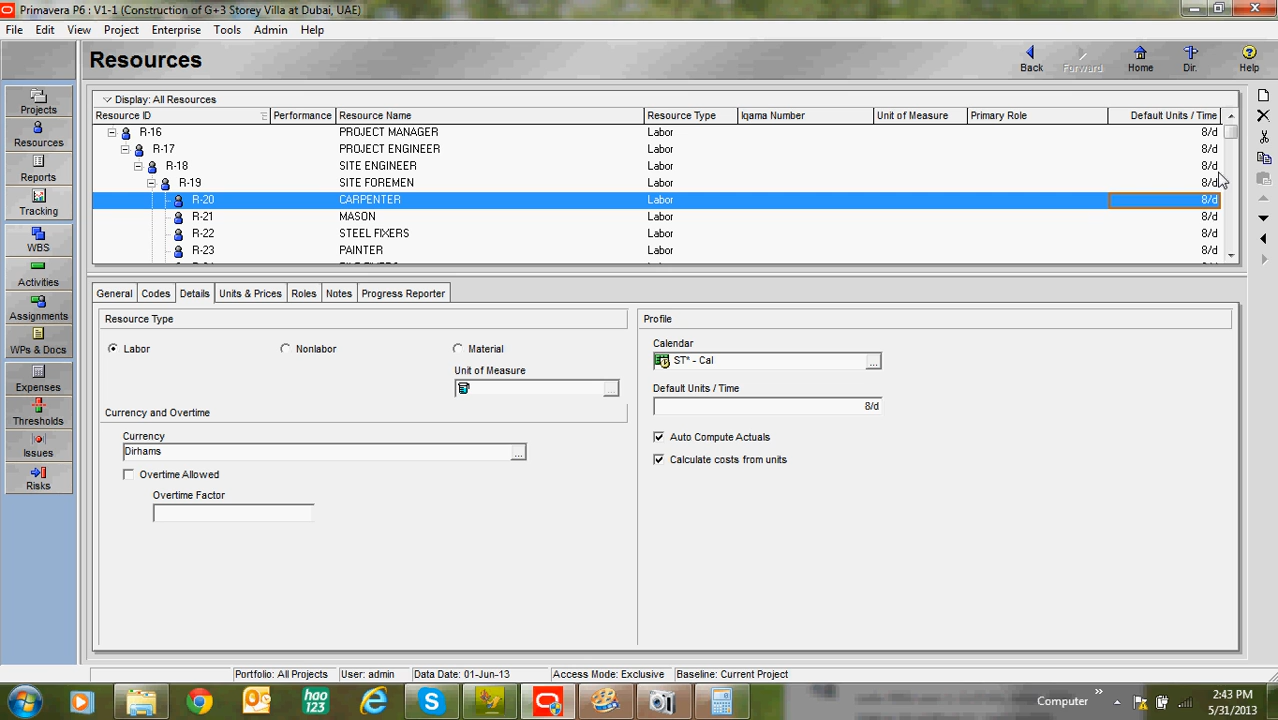 Primavera P6 : V1-1 (Construction of G+3 Storey Villa at Dubai, UAE)
File Edit View Project Enterprise Tools Admin Help
Resources
Back Forward Home Dir. Help
Display: All Resources
Resource ID Performance Resource Name Resource Type Iqama Number Unit of Measure Primary Role Default Units / Time
R-16 PROJECT MANAGER Labor 8/d
R-17 PROJECT ENGINEER Labor 8/d
R-18 SITE ENGINEER Labor 8/d
R-19 SITE FOREMEN Labor 8/d
R-20 CARPENTER Labor 8/d
R-21 MASON Labor 8/d
R-22 STEEL FIXERS Labor 8/d
R-23 PAINTER Labor 8/d
Projects
Resources
Reports
Tracking
WBS
Activities
Assignments
WPs & Docs
Expenses
Thresholds
Issues
Risks
General Codes Details Units & Prices Roles Notes Progress Reporter
Resource Type
Labor Nonlabor Material
Unit of Measure
Currency and Overtime
Currency
Dirhams
Overtime Allowed
Overtime Factor
Profile
Calendar
ST* - Cal
Default Units / Time
8/d
Auto Compute Actuals
Calculate costs from units
Portfolio: All Projects User: admin Data Date: 01-Jun-13 Access Mode: Exclusive Baseline: Current Project
hao
123
Computer
2:43 PM
5/31/2013